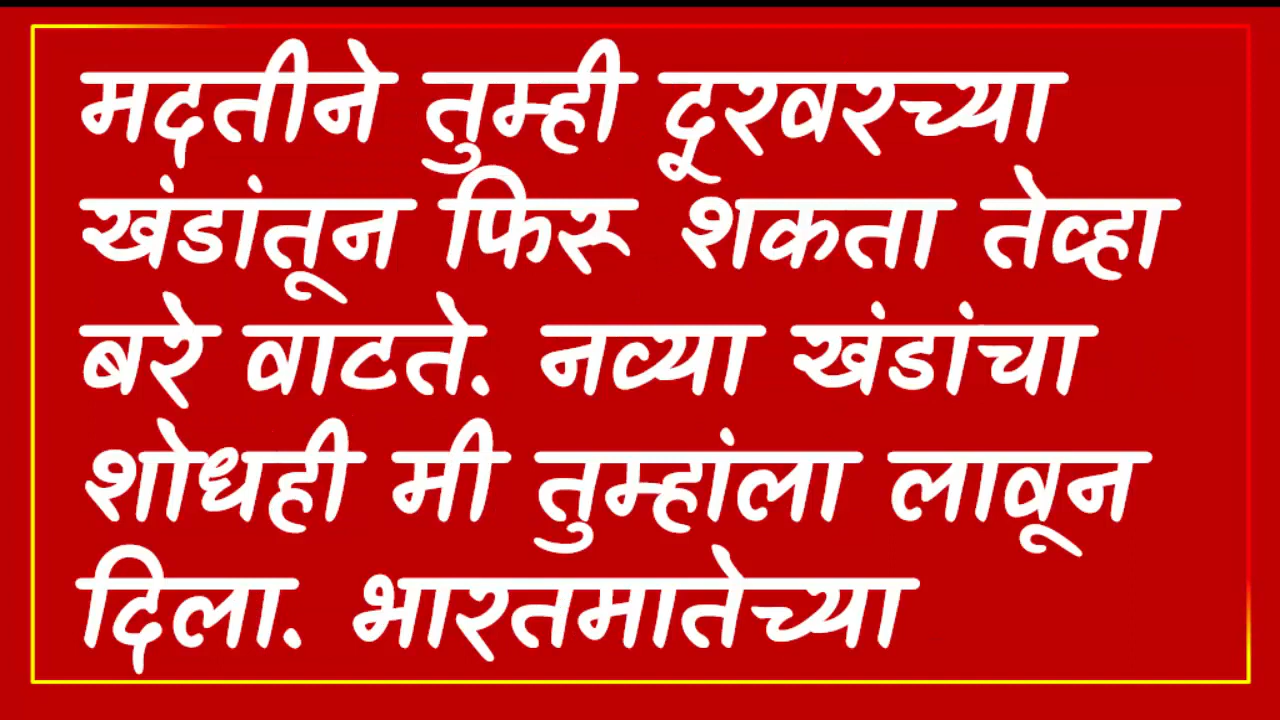 मदतीने तुम्ही दूरवरच्या
खंडांतून फिरू शकता तेव्हा
बरे वाटते. नव्या खंडांचा
शोधही मी तुम्हांला लावून
दिला. भारतमातेच्या